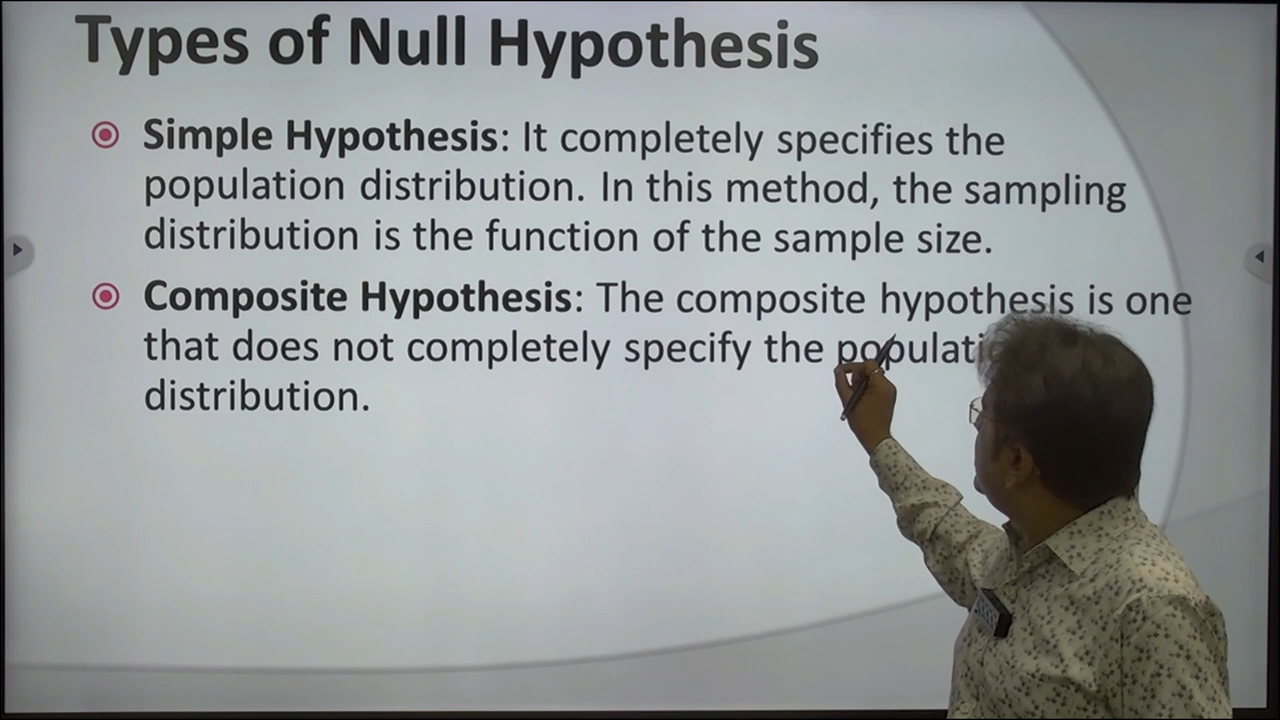 Types of Null Hypothesis
Simple Hypothesis: It completely specifies the
population distribution. In this method, the sampling
distribution is the function of the sample size.
Composite Hypothesis: The composite hypothesis is one
that does not completely specify the
distribution.